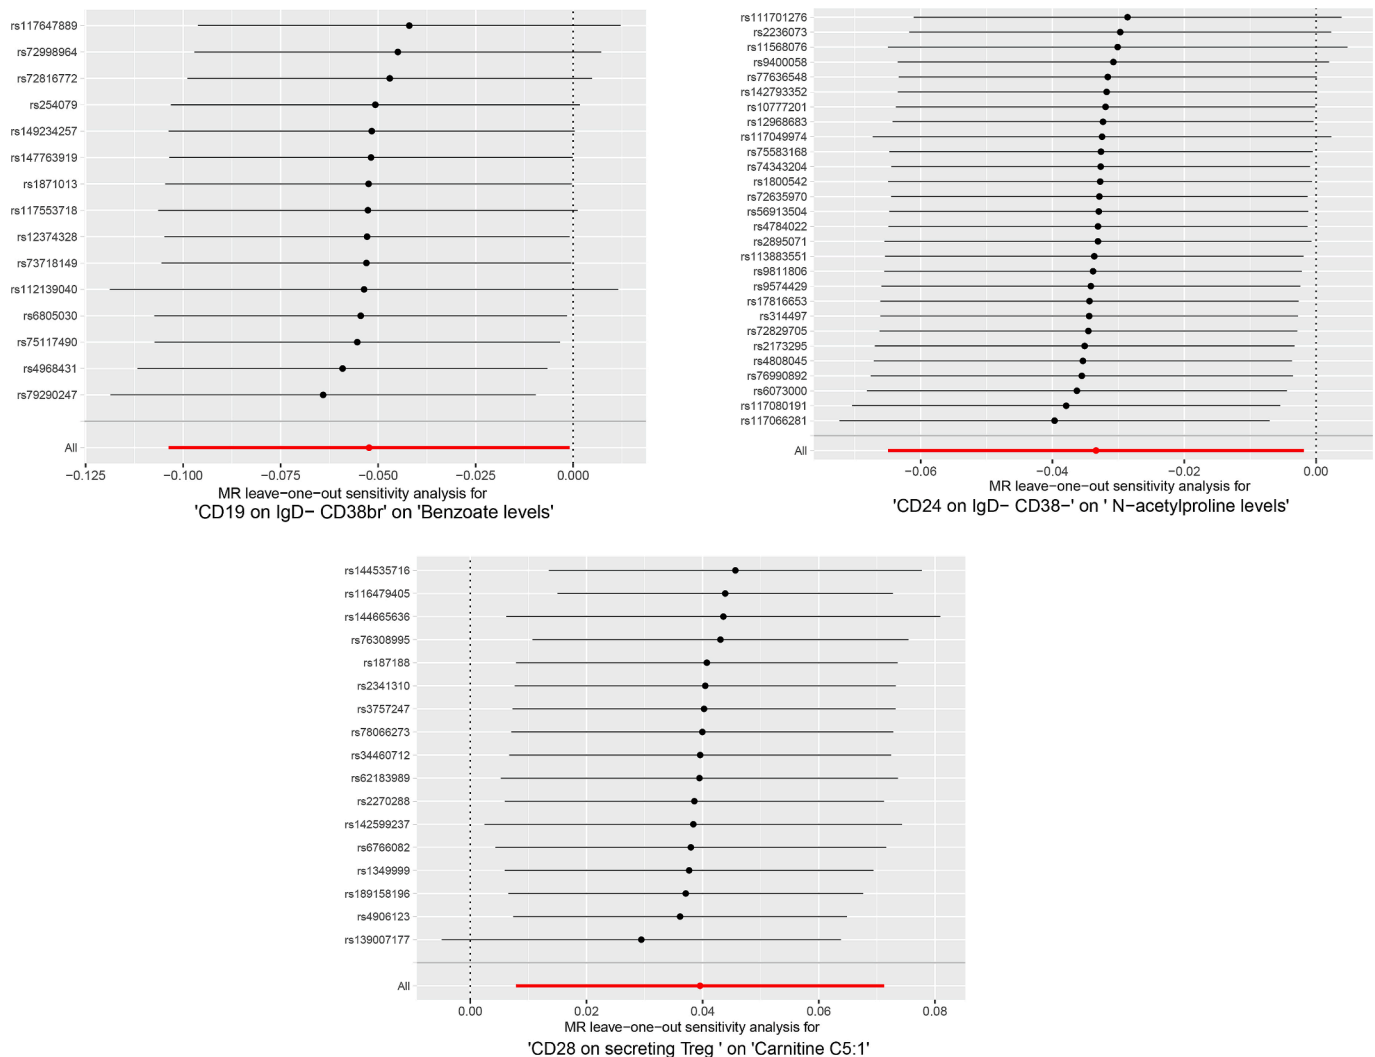 rs117647889
rs72998964
rs72816772
rs254079
rs149234257
rs147763919
rs1871013
rs117553718
rs12374328
rs73718149
rs112139040
rs6805030
rs75117490
rs4968431
rs79290247
All
−0.125 −0.100 −0.075 −0.050 −0.025 0.000
MR leave−one−out sensitivity analysis for
'CD19 on IgD− CD38br' on 'Benzoate levels'
rs111701276
rs2236073
rs11568076
rs9400058
rs77636548
rs142793352
rs10777201
rs12968683
rs117049974
rs75583168
rs74343204
rs1800542
rs72635970
rs56913504
rs4784022
rs2895071
rs113883551
rs9811806
rs9574429
rs17816653
rs314497
rs72829705
rs2173295
rs4808045
rs76990892
rs6073000
rs117080191
rs117066281
All
−0.06 −0.04 −0.02 0.00
MR leave−one−out sensitivity analysis for
'CD24 on IgD− CD38−' on ' N−acetylproline levels'
rs144535716
rs116479405
rs144665636
rs76308995
rs187188
rs2341310
rs3757247
rs78066273
rs34460712
rs62183989
rs2270288
rs142599237
rs6766082
rs1349999
rs189158196
rs4906123
rs139007177
All
0.00 0.02 0.04 0.06 0.08
MR leave−one−out sensitivity analysis for
'CD28 on secreting Treg ' on 'Carnitine C5:1'